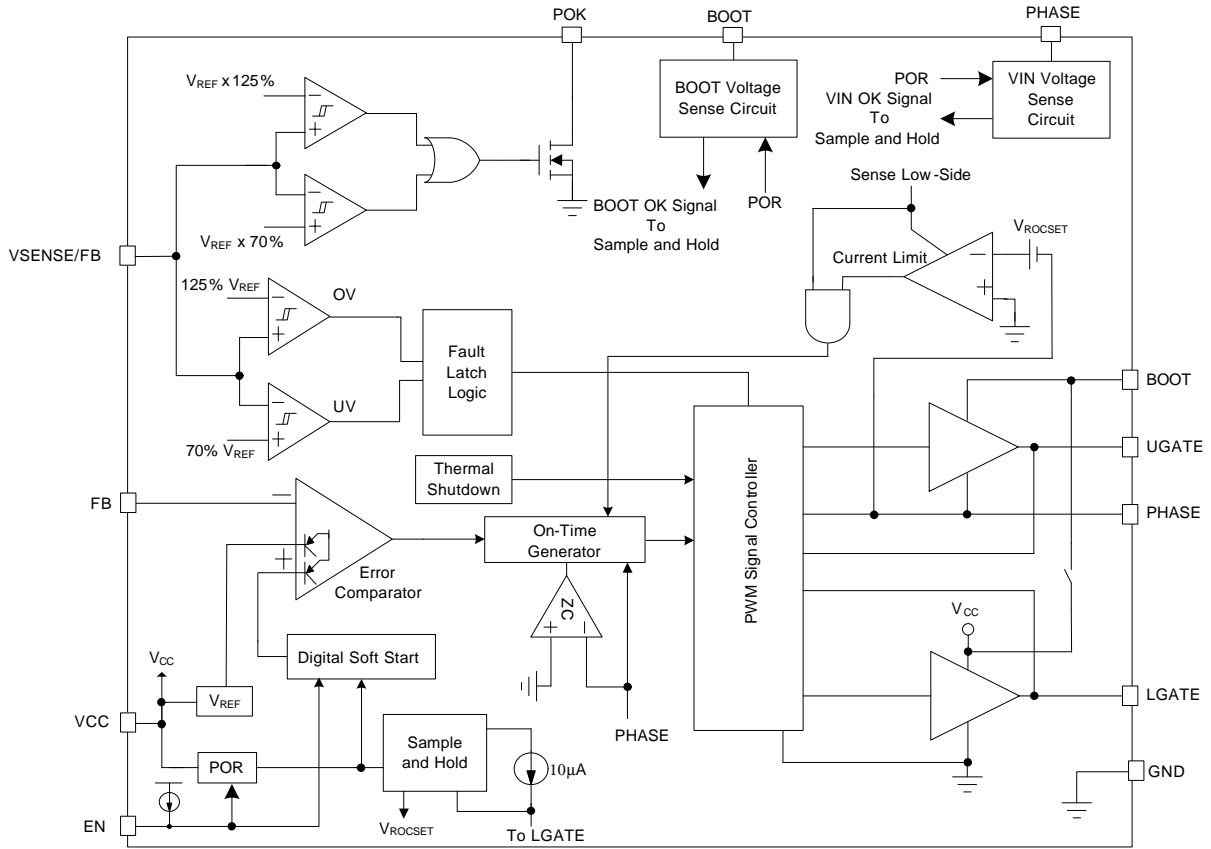 POK
BOOT
PHASE
VREF x 125%
BOOT Voltage
Sense Circuit
POR
VIN OK Signal
To
Sample and Hold
VIN Voltage
Sense
Circuit
VREF x 70%
BOOT OK Signal
To
Sample and Hold
POR
Sense Low-Side
VROCSET
Current Limit
VSENSE/FB
125% VREF
OV
UV
70% VREF
Fault
Latch
Logic
BOOT
UGATE
Thermal
Shutdown
FB
On-Time
Generator
PWM Signal Controller
PHASE
Error
Comparator
ZC
VCC
Digital Soft Start
VCC
VREF
VCC
LGATE
PHASE
Sample
and Hold
10µA
POR
GND
EN
VROCSET
To LGATE